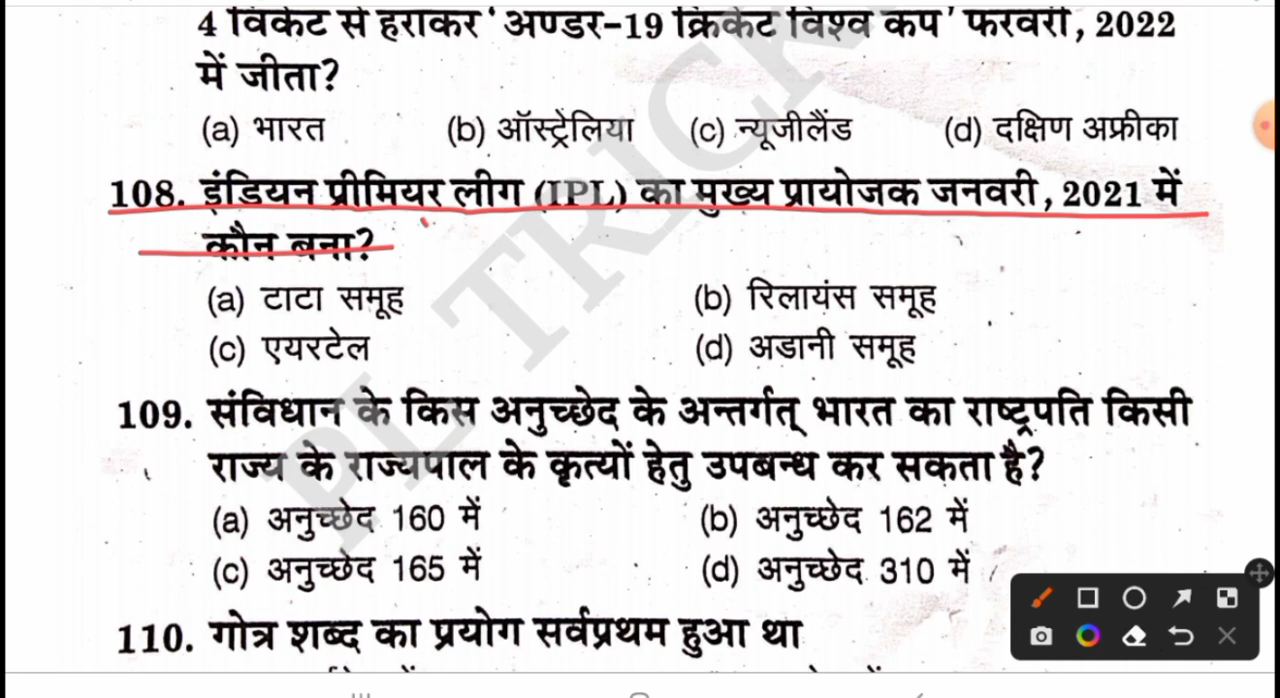 4 विकेट से हराकर ' अण्डर-19 क्रिकेट विश्व कप' फरवरी, 2022
में जीता?
(a) भारत (b) ऑस्ट्रेलिया (c) न्यूजीलैंड (d) दक्षिण अफ्रीका
108. इंडियन प्रीमियर लीग (IPL) का मुख्य प्रायोजक जनवरी, 2021 में
कौन बना?
(a) टाटा समूह (b) रिलायंस समूह
(c) एयरटेल (d) अडानी समूह
109. संविधान के किस अनुच्छेद के अन्तर्गत् भारत का राष्ट्रपति किसी
राज्य के राज्यपाल के कृत्यों हेतु उपबन्ध कर सकता है?
(a) अनुच्छेद 160 में (b) अनुच्छेद 162 में
(c) अनुच्छेद 165 में (d) अनुच्छेद 310 में
110. गोत्र शब्द का प्रयोग सर्वप्रथम हुआ था
PL TRICK